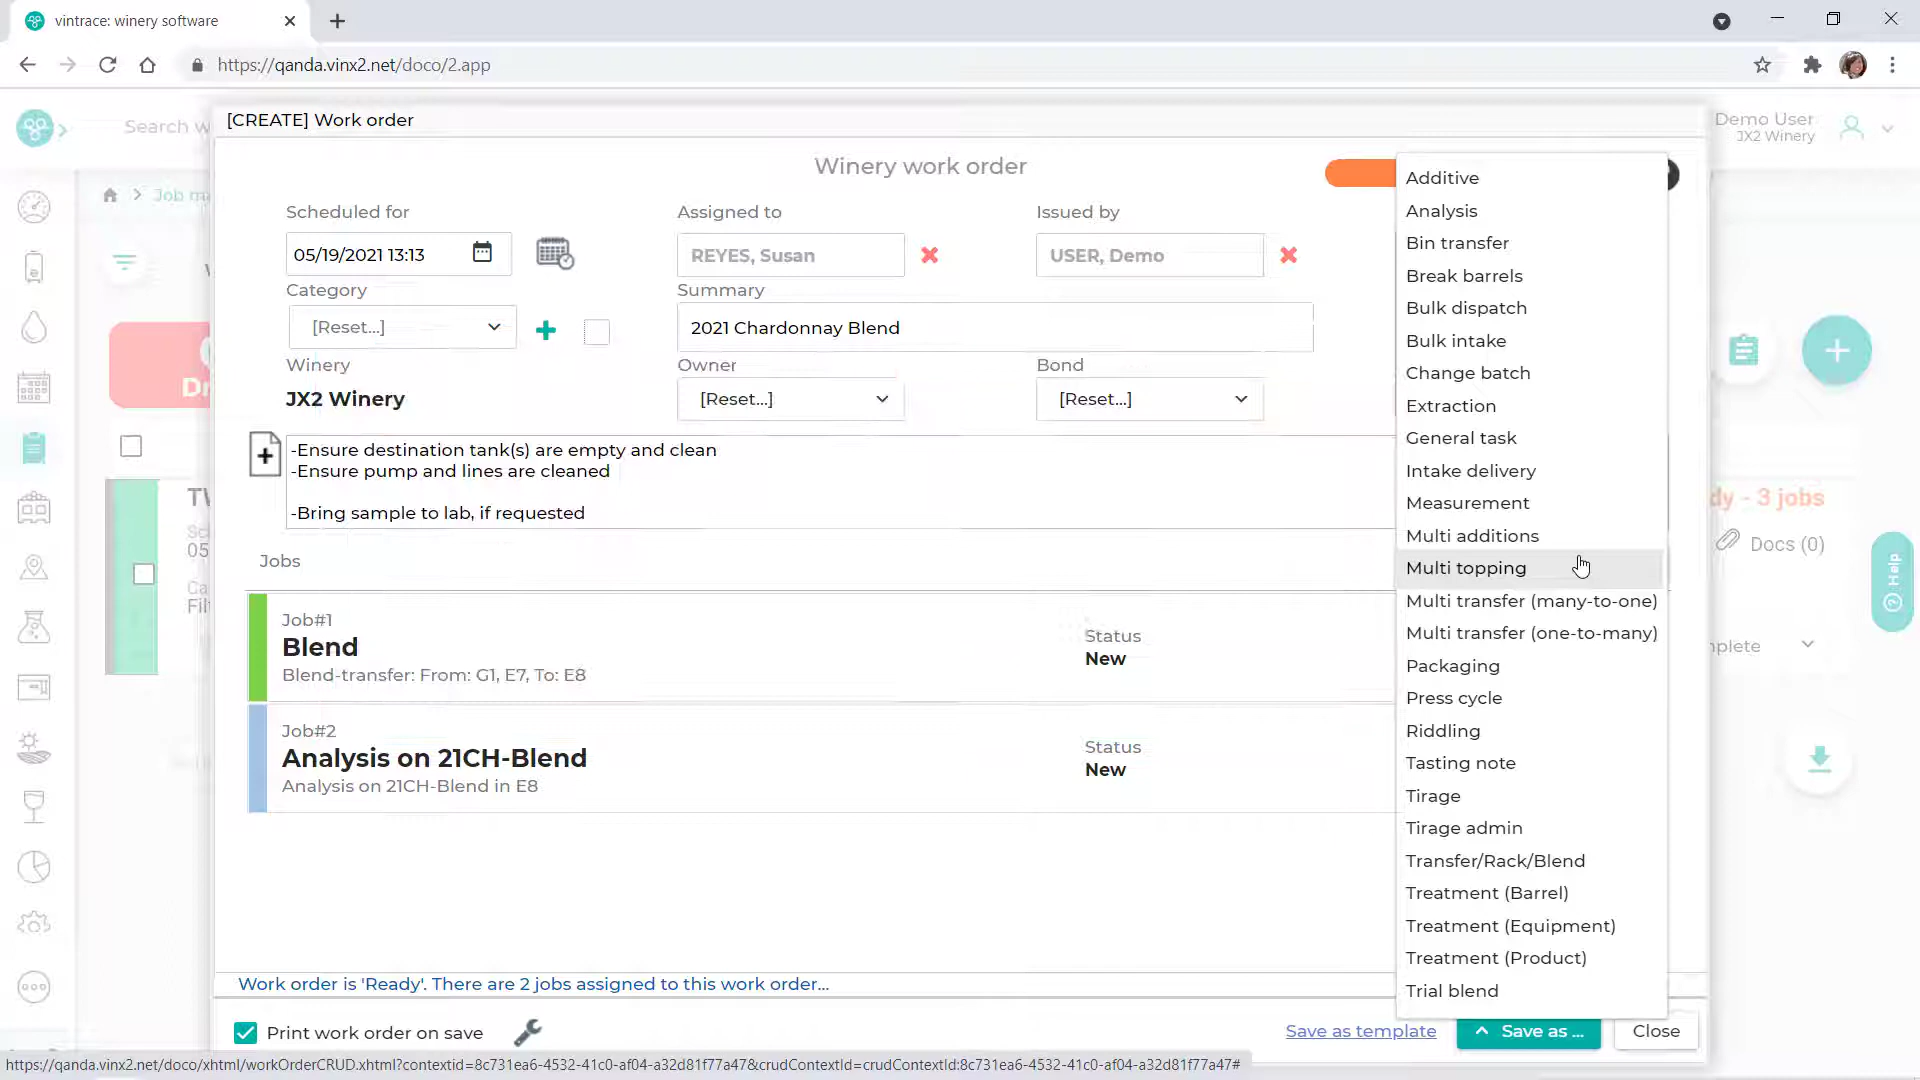 vintrace: winery software
https://qanda.vinx2.net/doco/2.app
[CREATE] Work order
Search w
Demo User
JX2 Winery
Winery work order
Job m
Scheduled for
Assigned to
Issued by
05/19/2021 13:13
REYES, Susan
USER, Demo
Category
Summary
[Reset...]
2021 Chardonnay Blend
Winery
Owner
Bond
JX2 Winery
[Reset...]
[Reset...]
Dr
-Ensure destination tank(s) are empty and clean
-Ensure pump and lines are cleaned
-Bring sample to lab, if requested
TW
Sc
05
Ca
Filt
dy - 3 jobs
Docs (0)
Help
mplete
Jobs
Job#1
Blend
Blend-transfer: From: G1, E7, To: E8
Status
New
Job#2
Analysis on 21CH-Blend
Analysis on 21CH-Blend in E8
Status
New
Additive
Analysis
Bin transfer
Break barrels
Bulk dispatch
Bulk intake
Change batch
Extraction
General task
Intake delivery
Measurement
Multi additions
Multi topping
Multi transfer (many-to-one)
Multi transfer (one-to-many)
Packaging
Press cycle
Riddling
Tasting note
Tirage
Tirage admin
Transfer/Rack/Blend
Treatment (Barrel)
Treatment (Equipment)
Treatment (Product)
Trial blend
Work order is 'Ready'. There are 2 jobs assigned to this work order...
Print work order on save
Save as template
Save as ...
Close
https://qanda.vinx2.net/doco/xhtml/workOrderCRUD.xhtml?contextid=8c731ea6-4532-41c0-af04-a32d81f77a47&crudContextId=crudContextId:8c731ea6-4532-41c0-af04-a32d81f77a47#